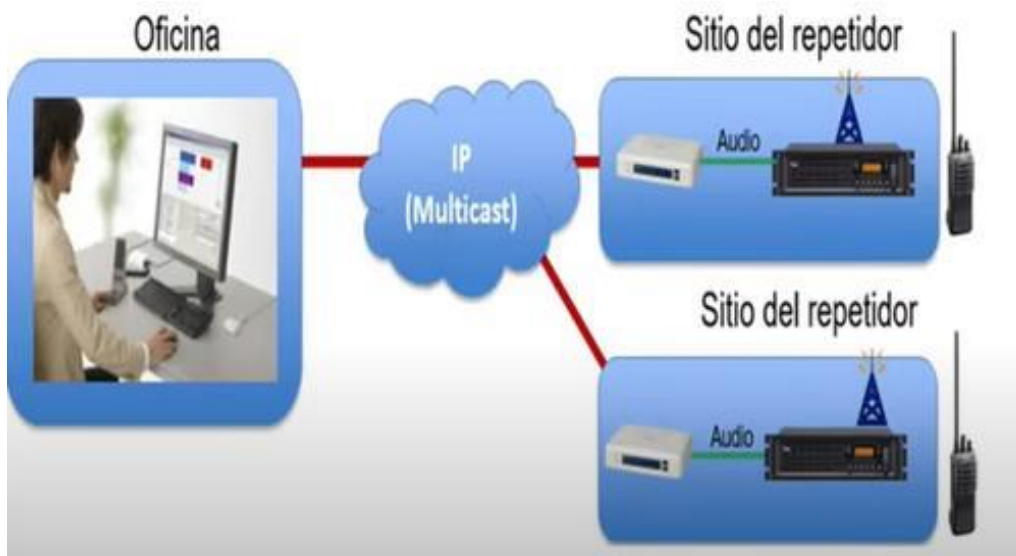 Oficina
Sitio del repetidor
Audio
IP
(Multicast)
Sitio del repetidor
Audio